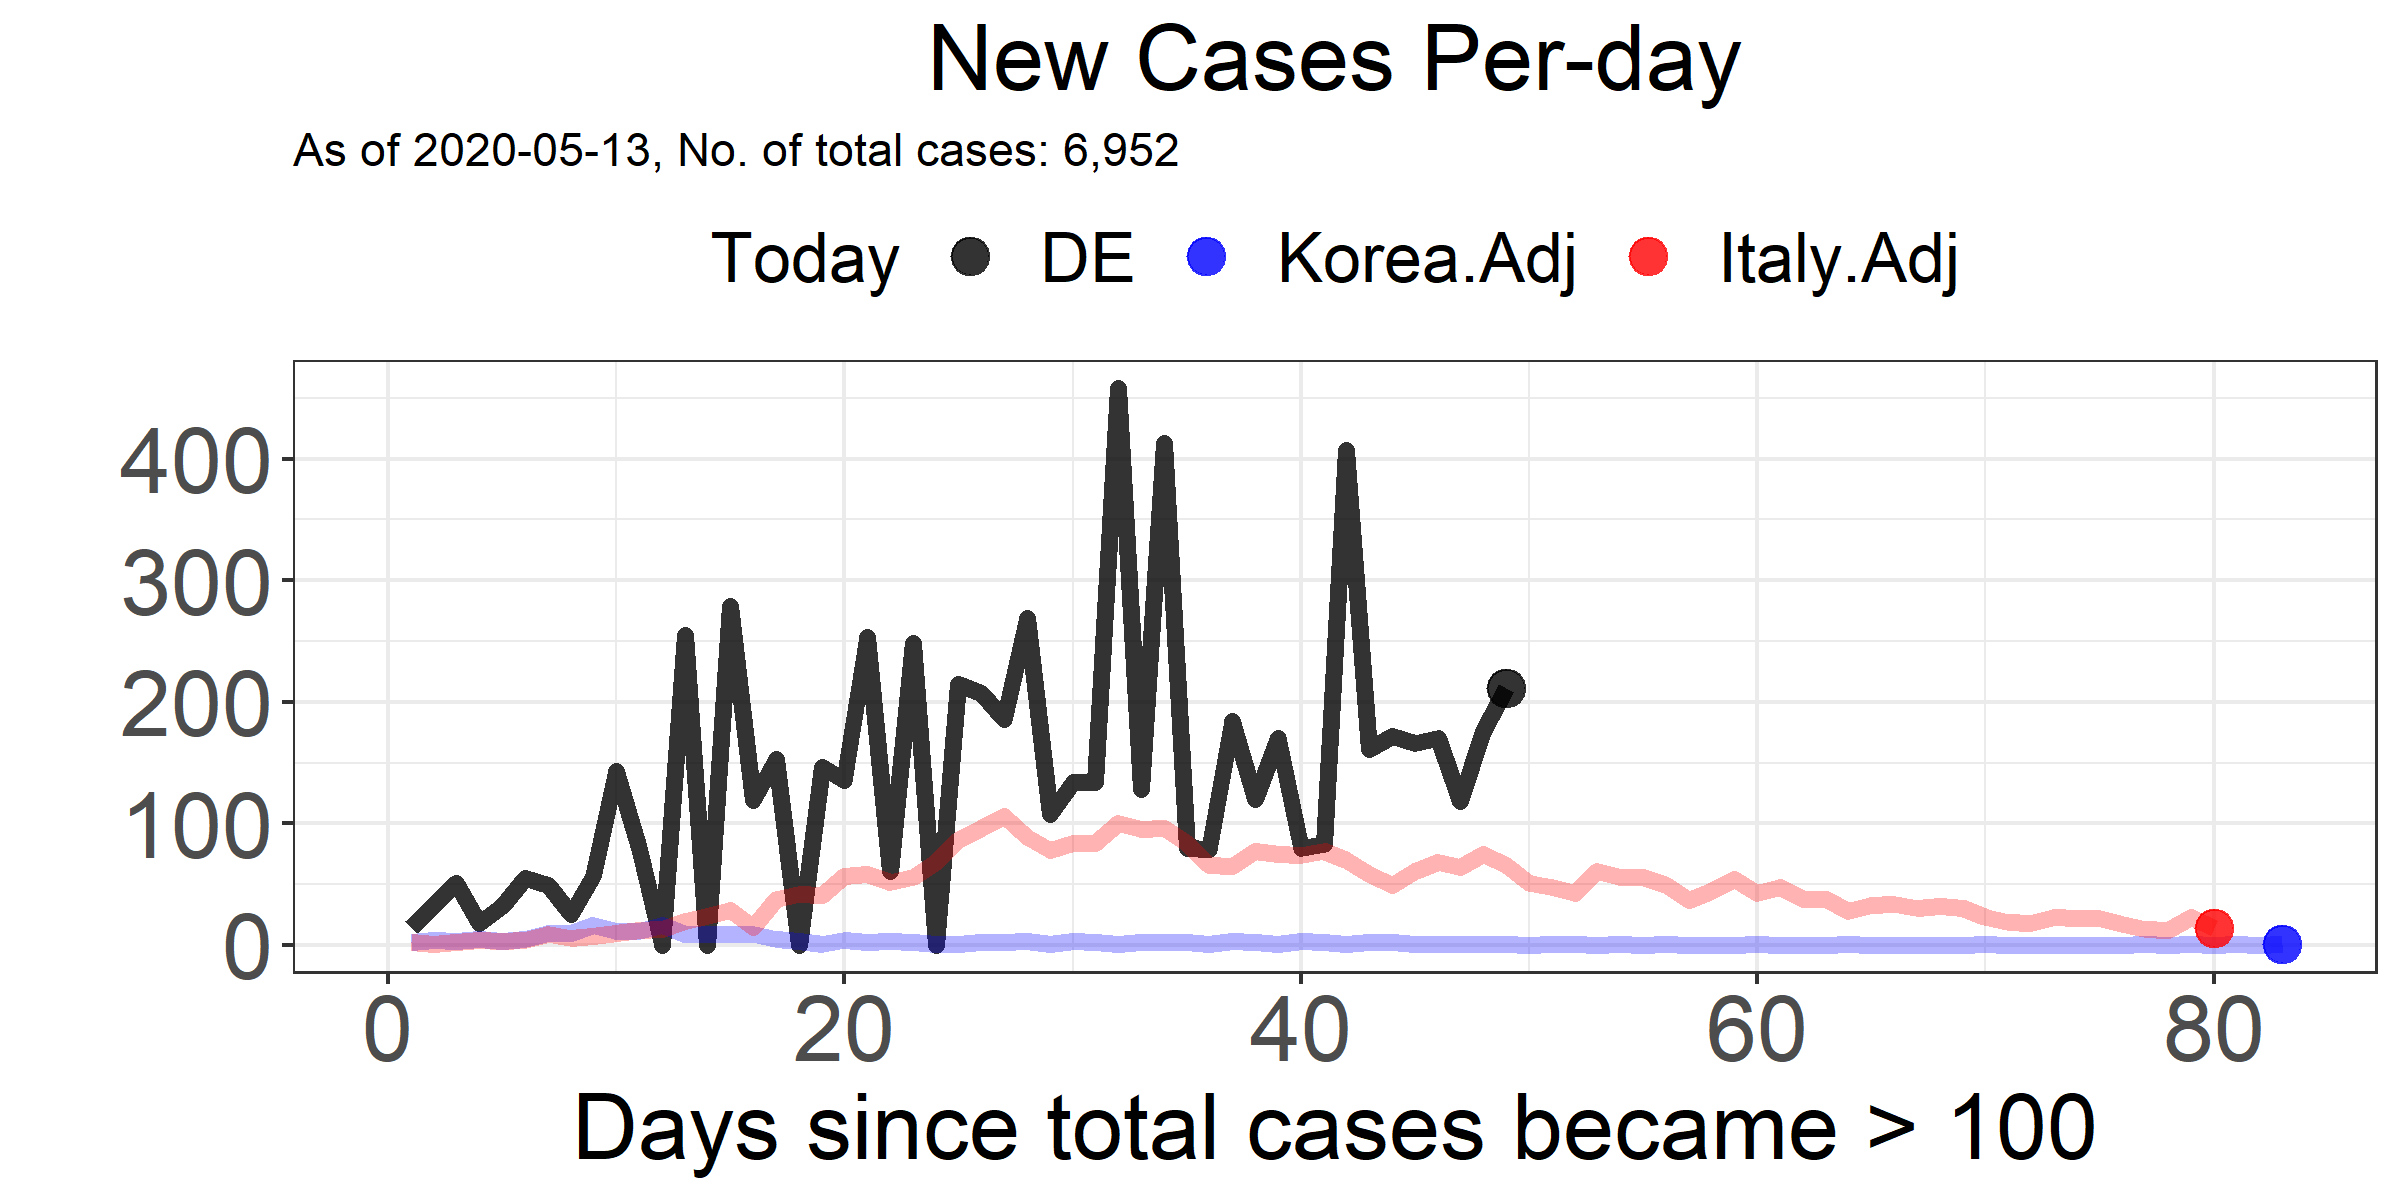 New Cases Per-day
As of 2020-05-13, No. of total cases: 6,952
Today DE Korea.Adj Italy.Adj
400
300
200
100
0
0 20 40 60 80
Days since total cases became > 100